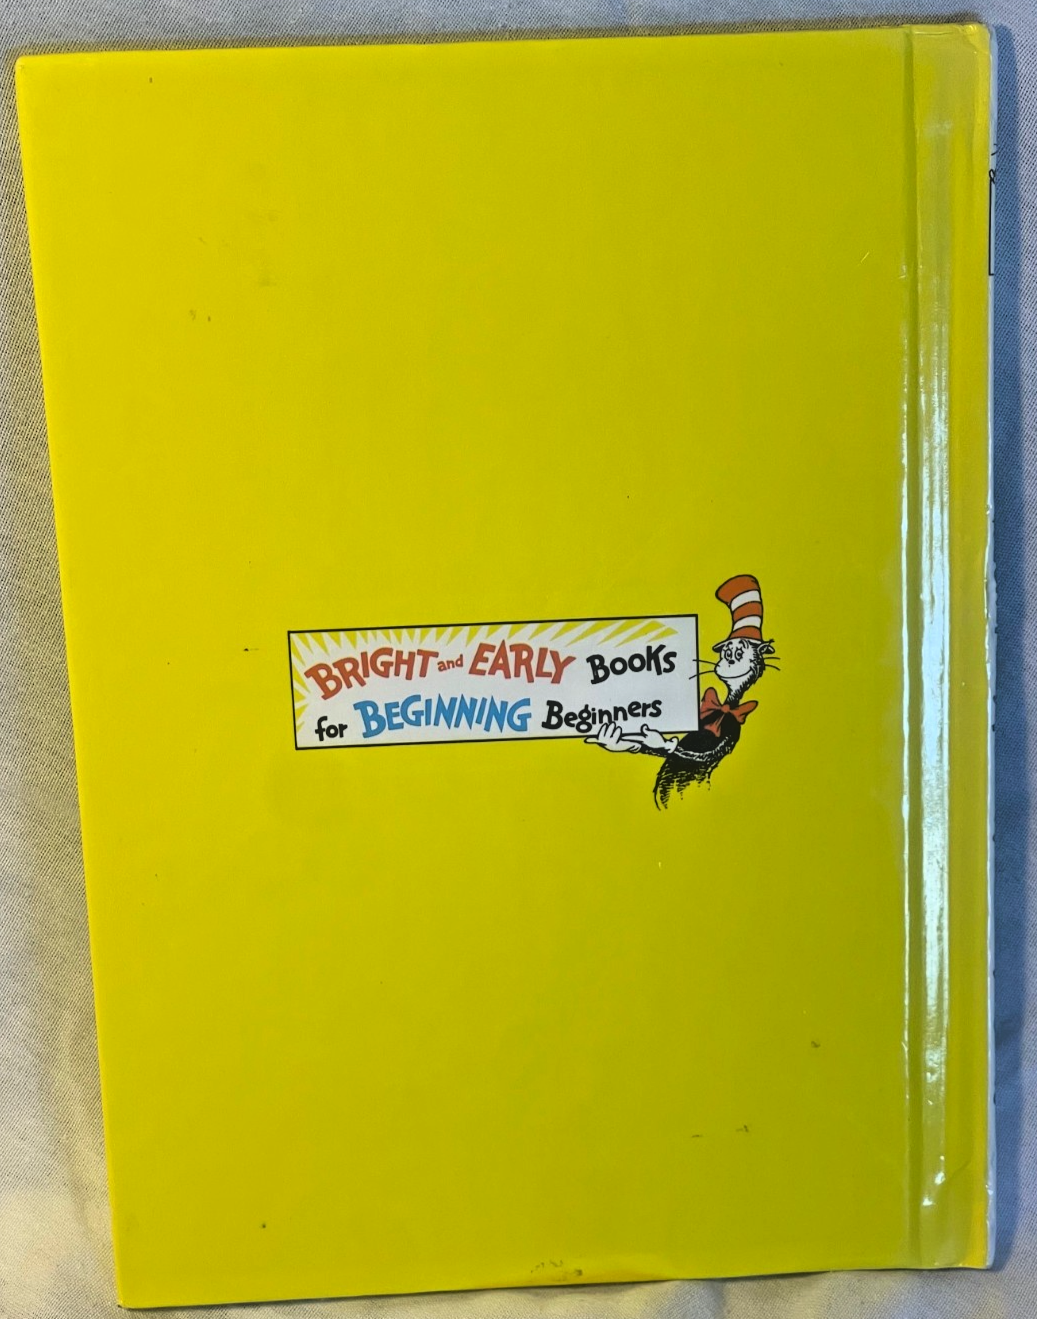 BRIGHT and EARLY Books
for BEGINNING Beginners